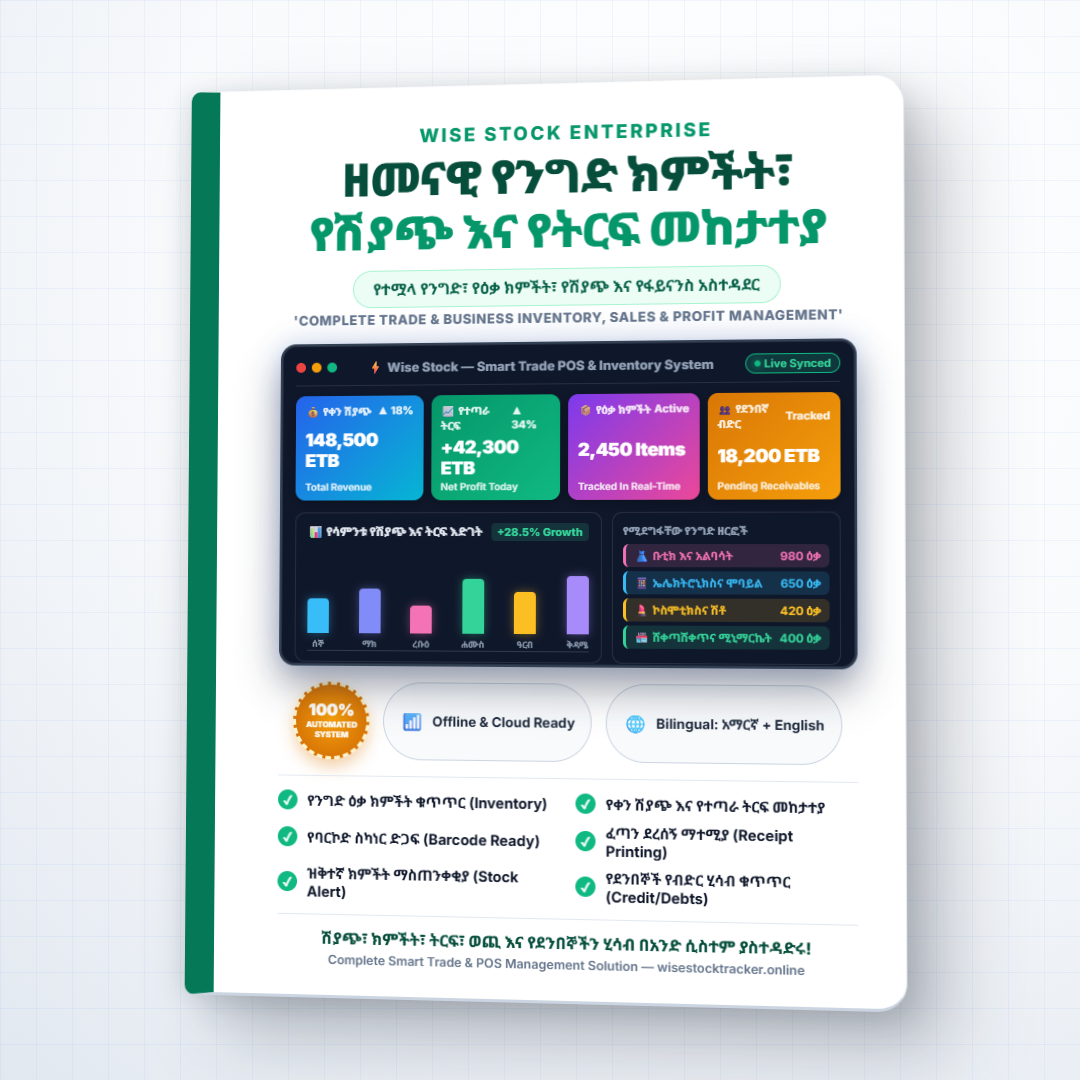 WISE STOCK ENTERPRISE
ዘመናዊ የንግድ ክምችት፣
የሽያጭ እና የትርፍ መከታተያ
የተሟላ የንግድ፣ የዕቃ ክምችት፣ የሽያጭ እና የፋይናንስ አስተዳደር
'COMPLETE TRADE & BUSINESS INVENTORY, SALES & PROFIT MANAGEMENT'
Wise Stock — Smart Trade POS & Inventory System
Live Synced
የቀን ሽያጭ ▲ 18%
148,500
ETB
Total Revenue
የተጣራ
ትርፍ
▲
34%
+42,300
ETB
Net Profit Today
የዕቃ ክምችት Active
2,450 Items
Tracked In Real-Time
የደንበኛ
ብድር
Tracked
18,200 ETB
Pending Receivables
የሳምንቱ የሽያጭ እና ትርፍ እድገት
+28.5% Growth
ሰኞ ማክ ረቡዕ ሐሙስ ዓርብ ቅዳሜ
የሚደግፋቸው የንግድ ዘርፎች
ቡቲክ እና አልባሳት 980 ዕቃ
ኤሌክትሮኒክስና ሞባይል 650 ዕቃ
ኮስሞቲክስና ሽቶ 420 ዕቃ
ሸቀጣሸቀጥና ሚኒማርኬት 400 ዕቃ
100%
AUTOMATED
SYSTEM
Offline & Cloud Ready
Bilingual: አማርኛ + English
የንግድ ዕቃ ክምችት ቁጥጥር (Inventory)
የቀን ሽያጭ እና የተጣራ ትርፍ መከታተያ
የባርኮድ ስካነር ድጋፍ (Barcode Ready)
ፈጣን ደረሰኝ ማተሚያ (Receipt
Printing)
ዝቅተኛ ክምችት ማስጠንቀቂያ (Stock
Alert)
የደንበኞች የብድር ሂሳብ ቁጥጥር
(Credit/Debts)
ሽያጭ፣ ክምችት፣ ትርፍ፣ ወጪ እና የደንበኞችን ሂሳብ በአንድ ሲስተም ያስተዳድሩ!
Complete Smart Trade & POS Management Solution — wisestocktracker.online